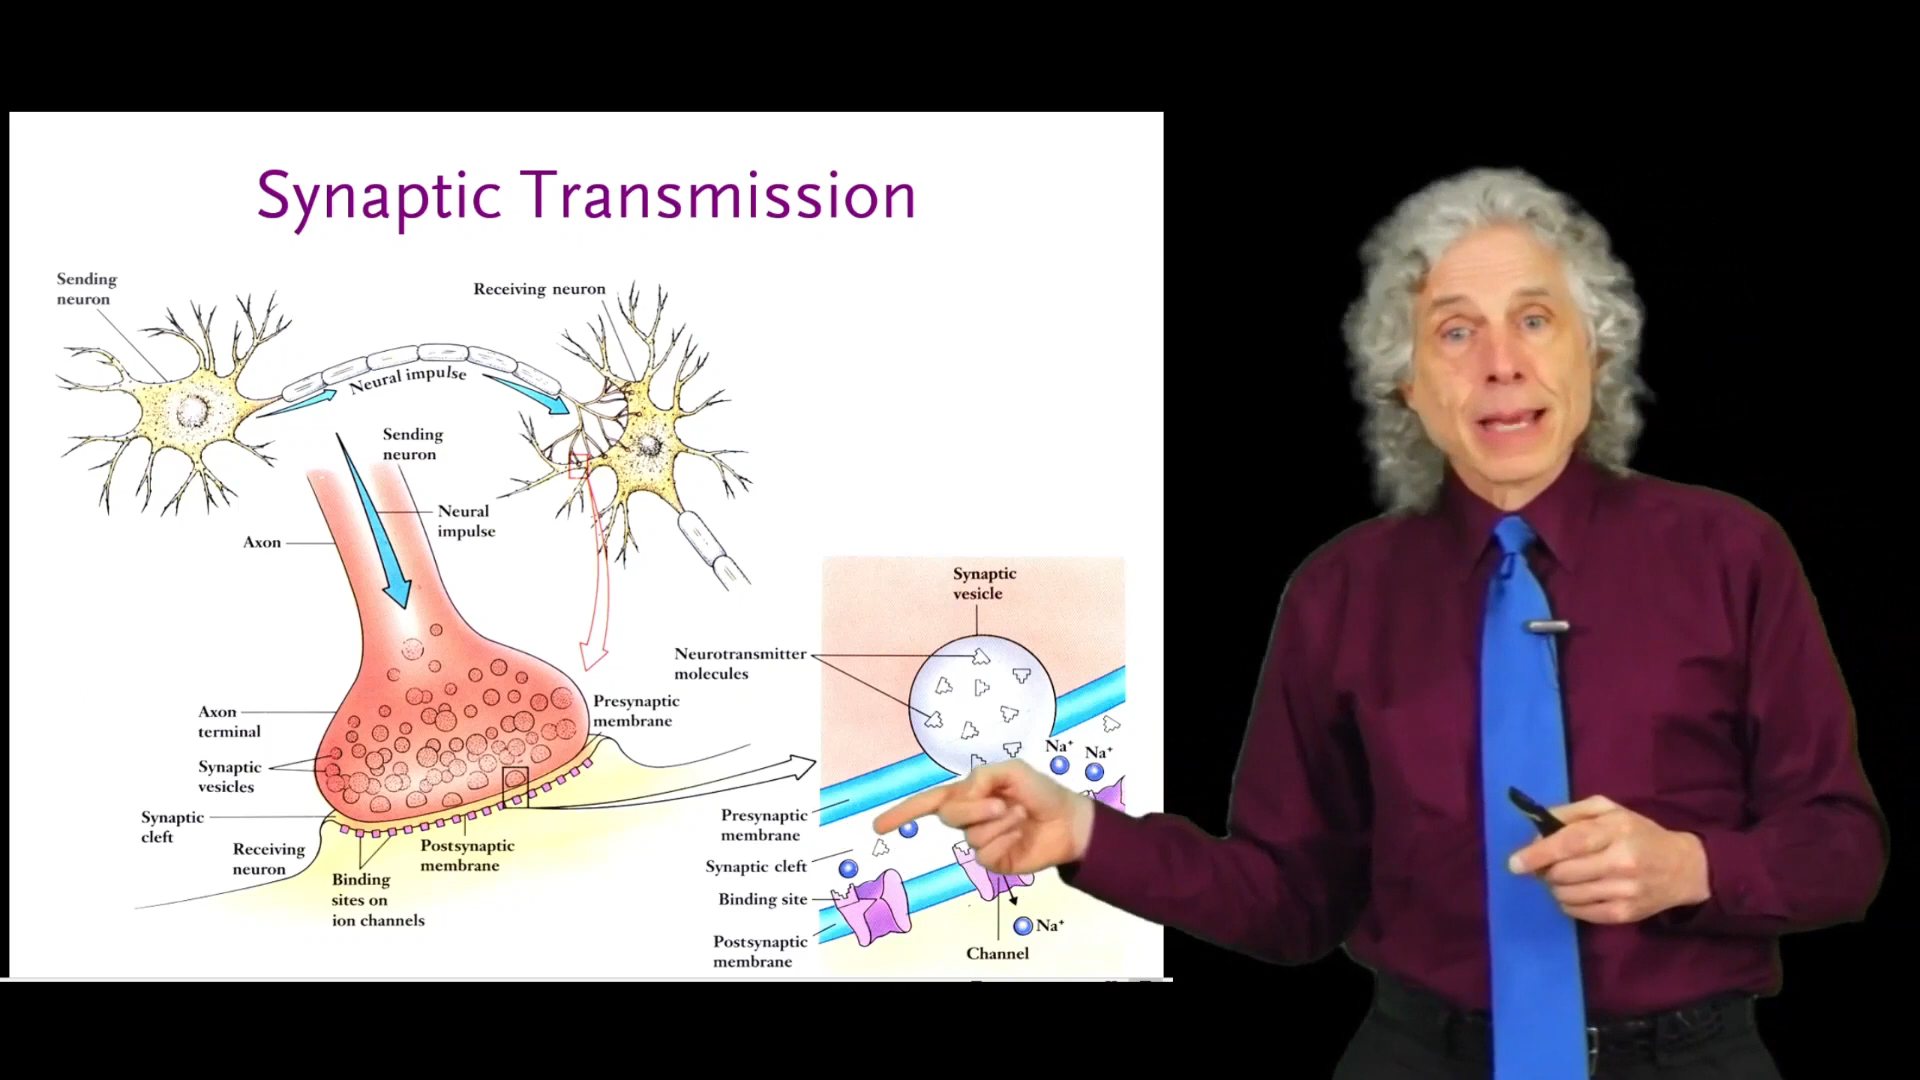 Synaptic Transmission
Sending
neuron
Receiving neuron
Neural impulse
Sending
neuron
Neural
impulse
Axon
Axon
terminal
Synaptic
vesicles
Synaptic
cleft
Receiving
neuron
Binding
sites on
ion channels
Postsynaptic
membrane
Presynaptic
membrane
Synaptic
vesicle
Neurotransmitter
molecules
Na⁺
Na⁺
Presynaptic
membrane
Synaptic cleft
Binding site
Postsynaptic
membrane
Na⁺
Channel